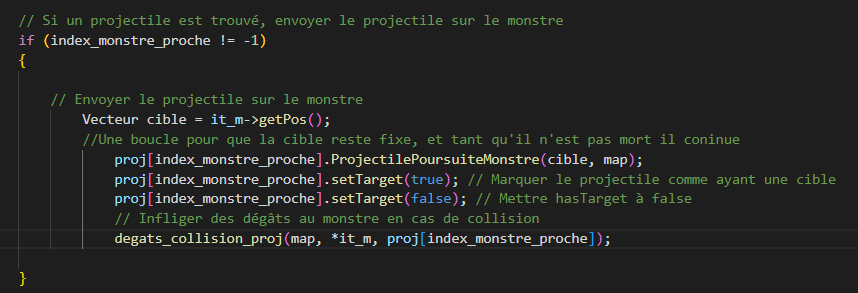 // Si un projectile est trouvé, envoyer le projectile sur le monstre
if (index_monstre_proche != -1)
{
// Envoyer le projectile sur le monstre
Vecteur cible = it_m->getPos();
//Une boucle pour que la cible reste fixe, et tant qu'il n'est pas mort il coninue
proj[index_monstre_proche].ProjectilePoursuiteMonstre(cible, map);
proj[index_monstre_proche].setTarget(true); // Marquer le projectile comme ayant une cible
proj[index_monstre_proche].setTarget(false); // Mettre hasTarget à false
// Infliger des dégâts au monstre en cas de collision
degats_collision_proj(map, *it_m, proj[index_monstre_proche]);
}